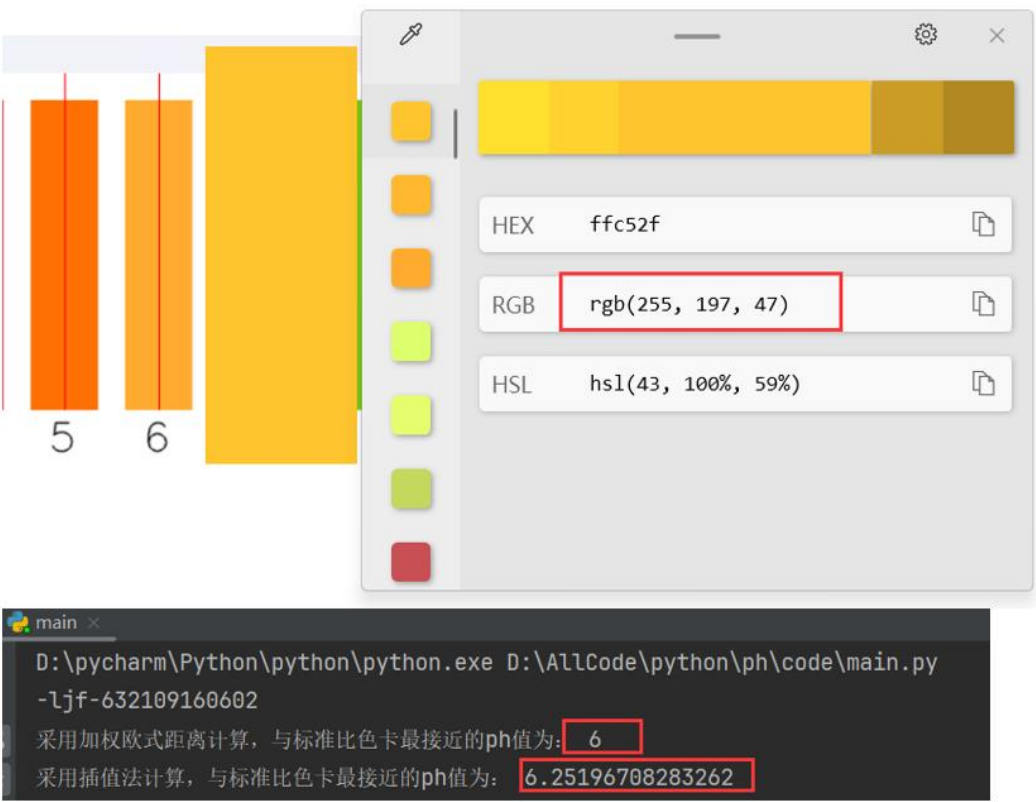 5
6
HEX ffc52f
RGB rgb(255, 197, 47)
HSL hsl(43, 100%, 59%)
main ×
D:\pycharm\Python\python\python.exe D:\AllCode\python\ph\code\main.py
-ljf-632109160602
采用加权欧式距离计算，与标准比色卡最接近的ph值为: 6
采用插值法计算，与标准比色卡最接近的ph值为: 6.25196708283262